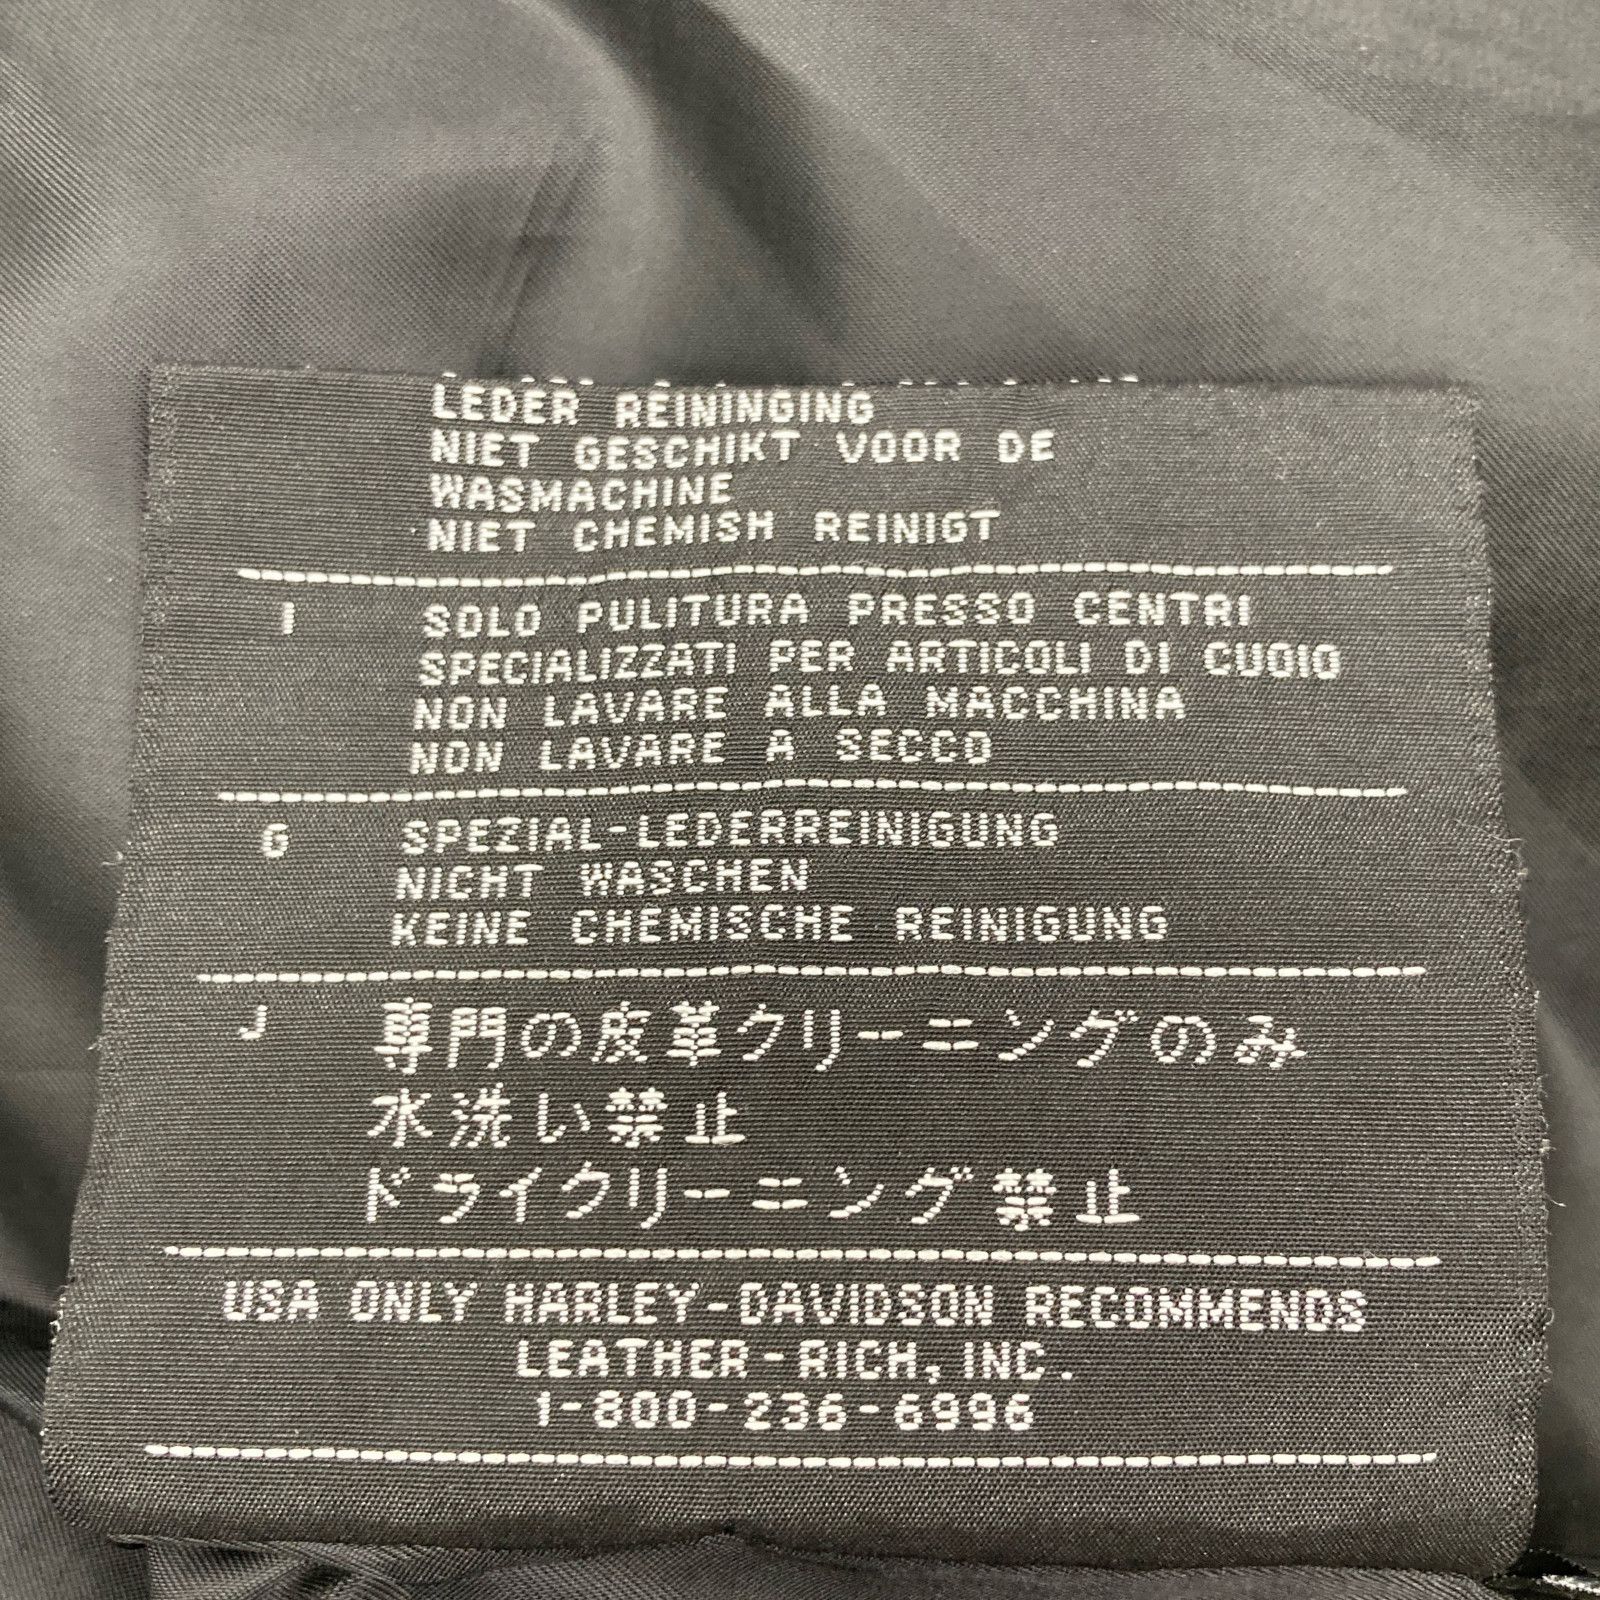 LEDER REININGING
NIET GESCHIKT VOOR DE
WASMACHINE
NIET CHEMISH REINIGT
I SOLO PULITURA PRESSO CENTRI
SPECIALIZZATI PER ARTICOLI DI CUOIO
NON LAVARE ALLA MACCHINA
NON LAVARE A SECCO
G SPEZIAL-LEDERREINIGUNG
NICHT WASCHEN
KEINE CHEMISCHE REINIGUNG
J 専門の皮革クリーニングのみ
水洗い禁止
ドライクリーニング禁止
USA ONLY HARLEY-DAVIDSON RECOMMENDS
LEATHER-RICH, INC.
1-800-236-6996